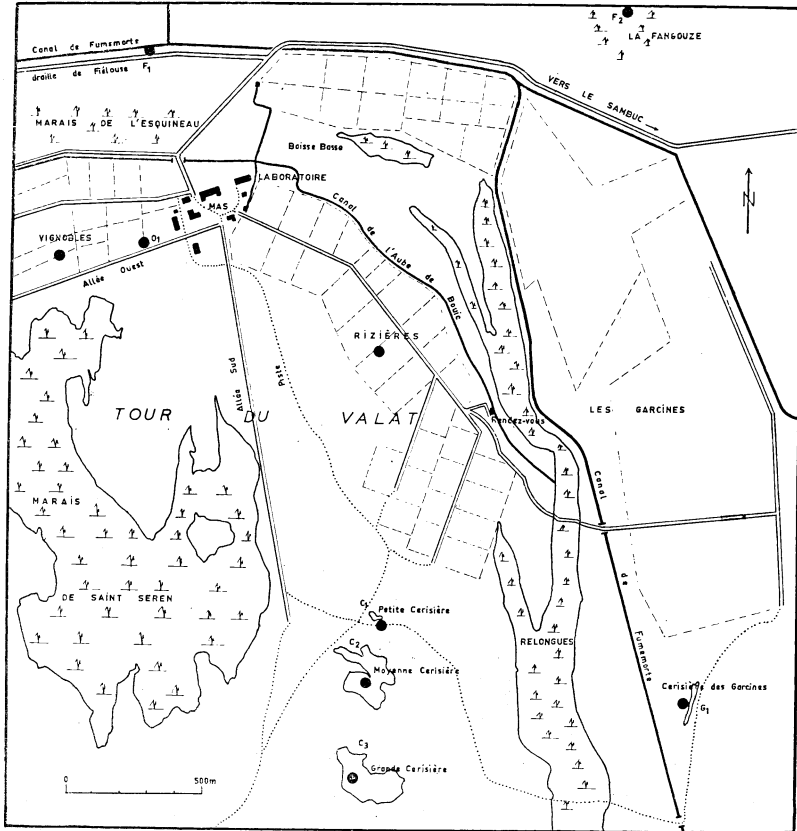 F2
LA FANGOUZE
Canal de Fumemorte
draille de Fiélouse F1
VERS LE SAMBUC
MARAIS DE L'ESQUINEAU
Baisse Basse
N
LABORATOIRE
MAS
Canal de l'Aube de Bouic
VIGNOBLES
O1
Allée Ouest
RIZIÈRES
Allée Sud
Piste
TOUR DU VALAT
LES GARCINES
Rendez-vous
MARAIS
DE SAINT SEREN
Canal de Fumemorte
C1
Petite Cerisière
RELONGUES
C2
Moyenne Cerisière
Cerisière des Garcines
G1
C3
Grande Cerisière
0 500m